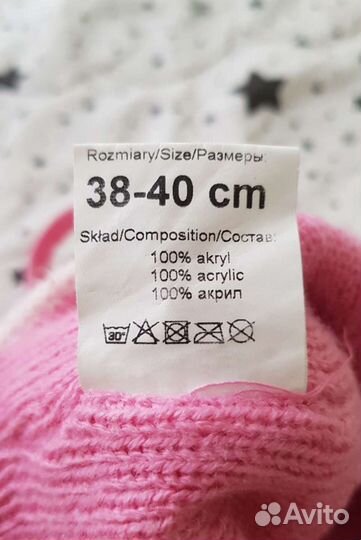 Rozmiary/Size/Размеры:
38-40 cm
Skład/Composition/Состав:
100% akryl
100% acrylic
100% акрил
30°
Avito